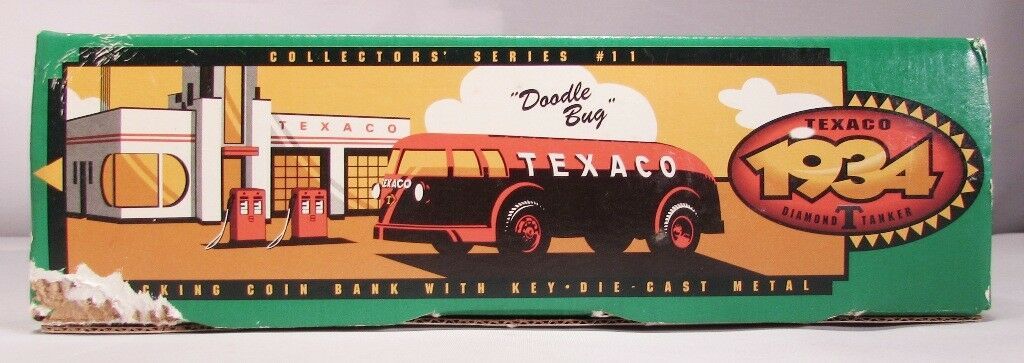 COLLECTORS' SERIES #11
"Doodle
Bug"
TEXACO
TEXACO
TEXACO
TEXACO
1934
DIAMOND T TANKER
CKING COIN BANK WITH KEY • DIE-CAST METAL